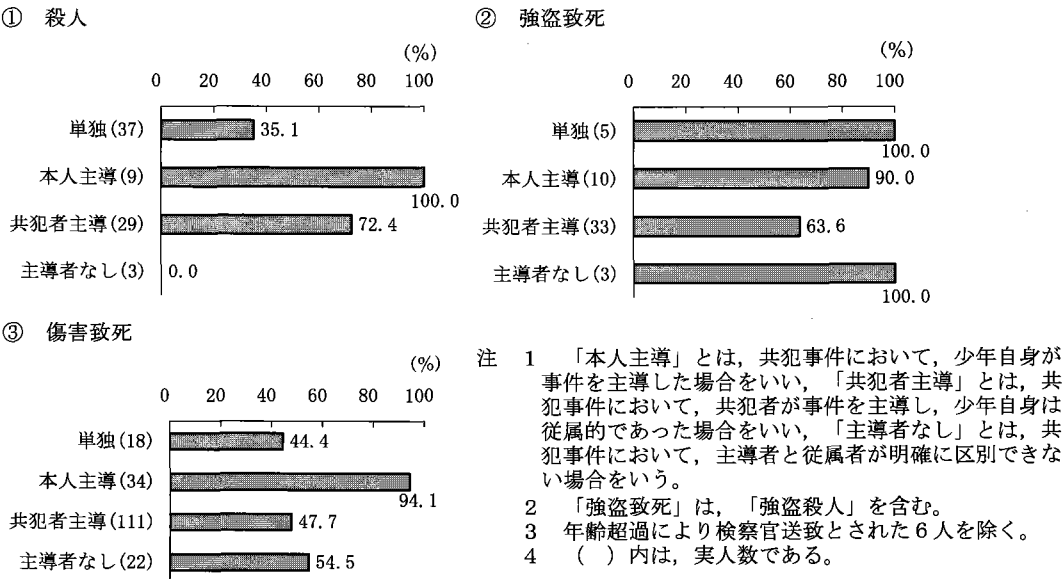 ① 殺人
(%)
0 20 40 60 80 100
単独(37) 35.1
本人主導(9) 100.0
共犯者主導(29) 72.4
主導者なし(3) 0.0
② 強盗致死
(%)
0 20 40 60 80 100
単独(5) 100.0
本人主導(10) 90.0
共犯者主導(33) 63.6
主導者なし(3) 100.0
③ 傷害致死
(%)
0 20 40 60 80 100
単独(18) 44.4
本人主導(34) 94.1
共犯者主導(111) 47.7
主導者なし(22) 54.5
注 1 「本人主導」とは，共犯事件において，少年自身が
事件を主導した場合をいい，「共犯者主導」とは，共
犯事件において，共犯者が事件を主導し，少年自身は
従属的であった場合をいい，「主導者なし」とは，共
犯事件において，主導者と従属者が明確に区別できな
い場合をいう。
2 「強盗致死」は，「強盗殺人」を含む。
3 年齢超過により検察官送致とされた６人を除く。
4 （ ）内は，実人数である。